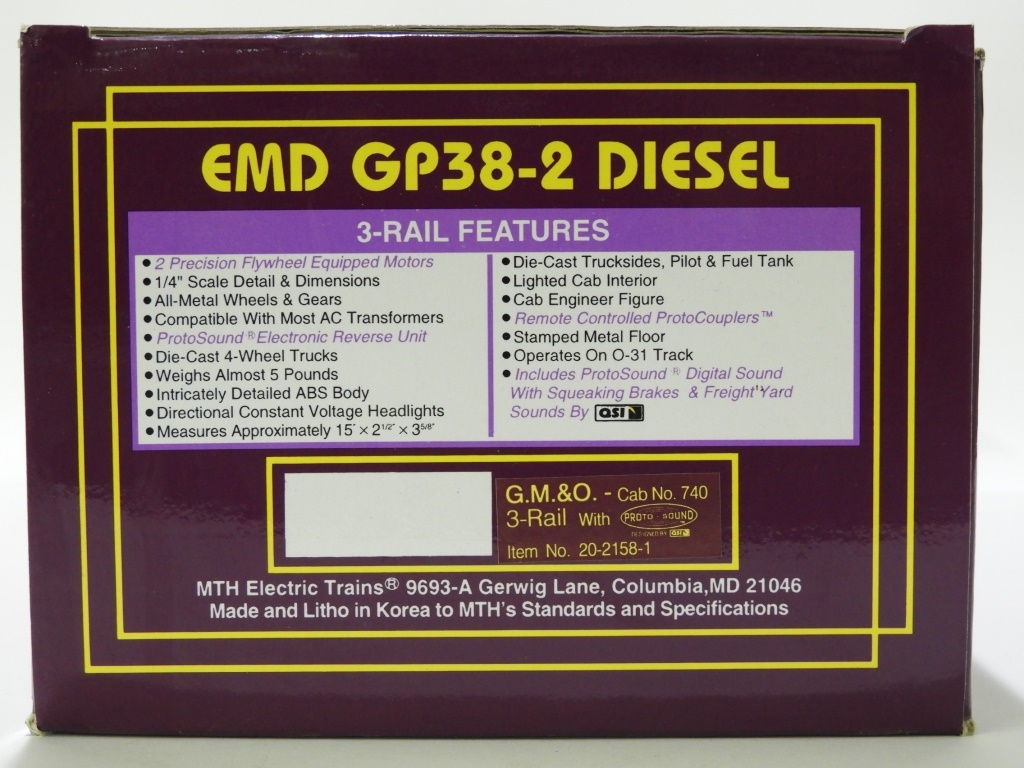 EMD GP38-2 DIESEL
3-RAIL FEATURES
• 2 Precision Flywheel Equipped Motors
• 1/4" Scale Detail & Dimensions
• All-Metal Wheels & Gears
• Compatible With Most AC Transformers
• ProtoSound® Electronic Reverse Unit
• Die-Cast 4-Wheel Trucks
• Weighs Almost 5 Pounds
• Intricately Detailed ABS Body
• Directional Constant Voltage Headlights
• Measures Approximately 15" × 2 1/2" × 3 5/8"
• Die-Cast Trucksides, Pilot & Fuel Tank
• Lighted Cab Interior
• Cab Engineer Figure
• Remote Controlled ProtoCouplers™
• Stamped Metal Floor
• Operates On O-31 Track
• Includes ProtoSound ® Digital Sound
With Squeaking Brakes & Freight Yard
Sounds By QSI
G.M.&O. - Cab No. 740
3-Rail With PROTO-SOUND
DESIGNED BY QSI
Item No. 20-2158-1
MTH Electric Trains® 9693-A Gerwig Lane, Columbia,MD 21046
Made and Litho in Korea to MTH's Standards and Specifications